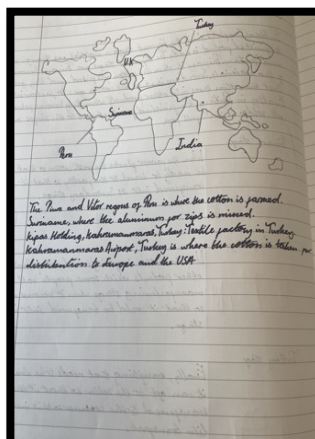 Turkey
UK
Suriname
Peru
India
The Piura and Vitor regions of Peru is where the cotton is farmed.
Suriname, where the aluminum for zips is mined.
Kipas Holding, Kahramanmaras, Turkey: Textile factory in Turkey
Kahramanmaras Airport, Turkey is where the cotton is taken for
distribution to Europe and the USA